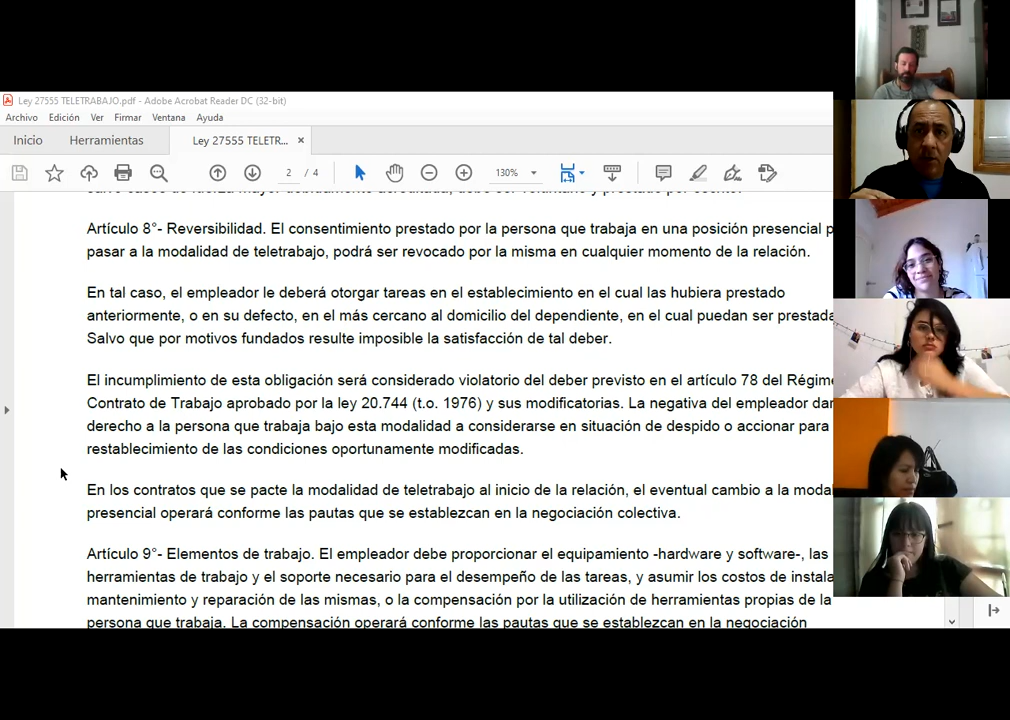 Ley 27555 TELETRABAJO.pdf - Adobe Acrobat Reader DC (32-bit)
Archivo Edición Ver Firmar Ventana Ayuda
Inicio Herramientas Ley 27555 TELETR... ×
2 / 4 130%
Artículo 8°- Reversibilidad. El consentimiento prestado por la persona que trabaja en una posición presencial p
pasar a la modalidad de teletrabajo, podrá ser revocado por la misma en cualquier momento de la relación.
En tal caso, el empleador le deberá otorgar tareas en el establecimiento en el cual las hubiera prestado
anteriormente, o en su defecto, en el más cercano al domicilio del dependiente, en el cual puedan ser prestada
Salvo que por motivos fundados resulte imposible la satisfacción de tal deber.
El incumplimiento de esta obligación será considerado violatorio del deber previsto en el artículo 78 del Régime
Contrato de Trabajo aprobado por la ley 20.744 (t.o. 1976) y sus modificatorias. La negativa del empleador dar
derecho a la persona que trabaja bajo esta modalidad a considerarse en situación de despido o accionar para
restablecimiento de las condiciones oportunamente modificadas.
En los contratos que se pacte la modalidad de teletrabajo al inicio de la relación, el eventual cambio a la modal
presencial operará conforme las pautas que se establezcan en la negociación colectiva.
Artículo 9°- Elementos de trabajo. El empleador debe proporcionar el equipamiento -hardware y software-, las
herramientas de trabajo y el soporte necesario para el desempeño de las tareas, y asumir los costos de instala
mantenimiento y reparación de las mismas, o la compensación por la utilización de herramientas propias de la
persona que trabaja. La compensación operará conforme las pautas que se establezcan en la negociación